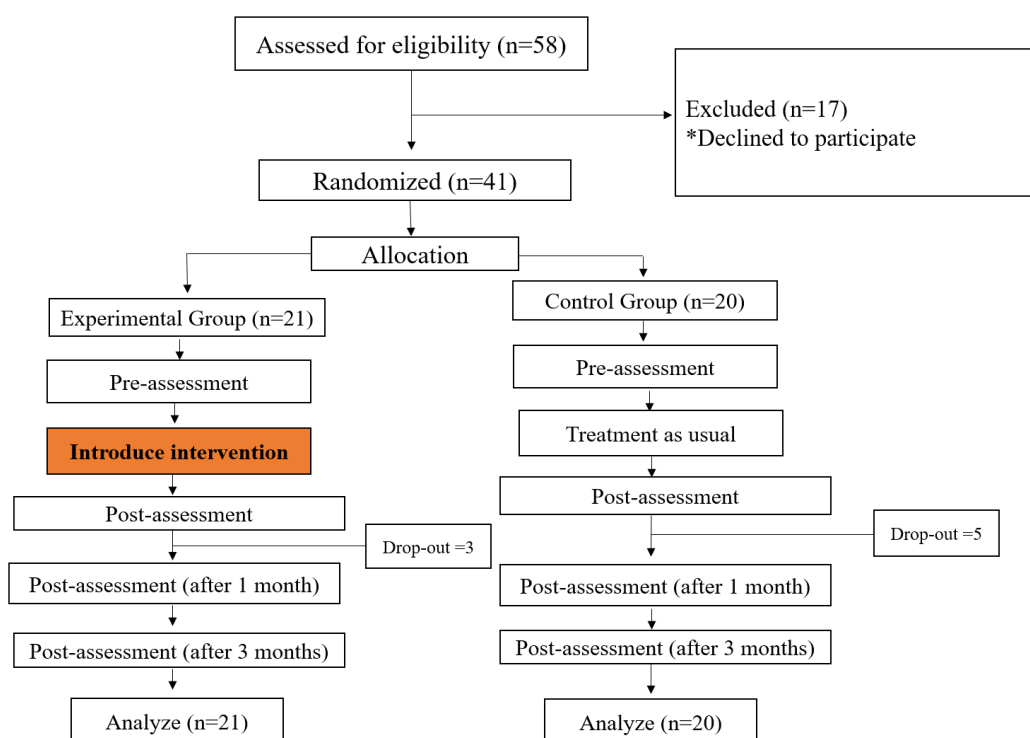 Assessed for eligibility (n=58)
Excluded (n=17)
*Declined to participate
Randomized (n=41)
Allocation
Experimental Group (n=21)
Pre-assessment
Introduce intervention
Post-assessment
Drop-out =3
Post-assessment (after 1 month)
Post-assessment (after 3 months)
Analyze (n=21)
Control Group (n=20)
Pre-assessment
Treatment as usual
Post-assessment
Drop-out =5
Post-assessment (after 1 month)
Post-assessment (after 3 months)
Analyze (n=20)